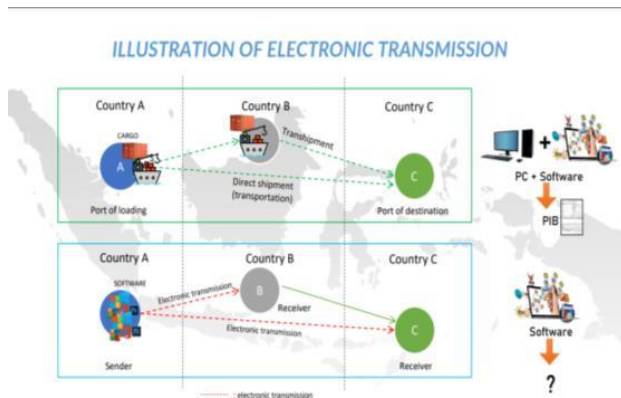 ILLUSTRATION OF ELECTRONIC TRANSMISSION
Country A
Country B
Country C
CARGO
A
Transhipment
Direct shipment
(transportation)
C
Port of loading
Port of destination
PC + Software
PIB
Country A
Country B
Country C
SOFTWARE
Electronic transmission
B
Receiver
Electronic transmission
C
Sender
Receiver
Software
?
: electronic transmission